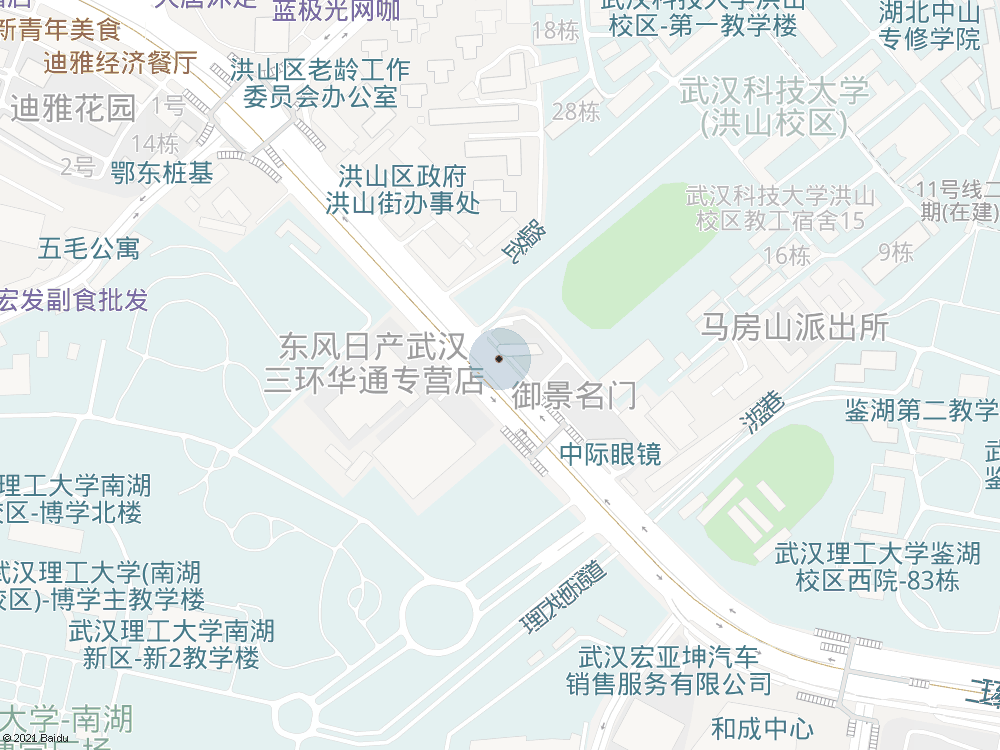 蓝极光网咖
新青年美食
迪雅经济餐厅
洪山区老龄工作
委员会办公室
迪雅花园
1号
14栋
2号
鄂东桩基
洪山区政府
洪山街办事处
五毛公寓
宏发副食批发
18栋
校区-第一教学楼
湖北中山
专修学院
28栋
武汉科技大学
(洪山校区)
武汉科技大学洪山
校区教工宿舍15
11号线二
期(在建)
16栋
9栋
马房山派出所
东风日产武汉
三环华通专营店
御景名门
中际眼镜
鉴湖第二教学
理工大学南湖
校区-博学北楼
武汉理工大学(南湖
校区)-博学主教学楼
武汉理工大学南湖
新区-新2教学楼
武汉理工大学鉴湖
校区西院-83栋
武汉宏亚坤汽车
销售服务有限公司
和成中心
大学-南湖
© 2021 Baidu